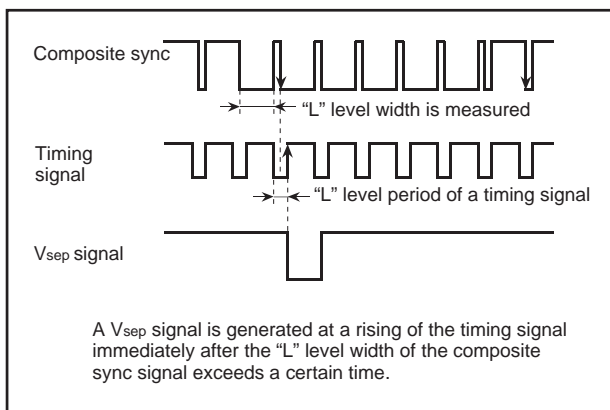 Composite sync
“L” level width is measured
Timing
signal
“L” level period of a timing signal
Vsep signal
A Vsep signal is generated at a rising of the timing signal
immediately after the “L” level width of the composite
sync signal exceeds a certain time.